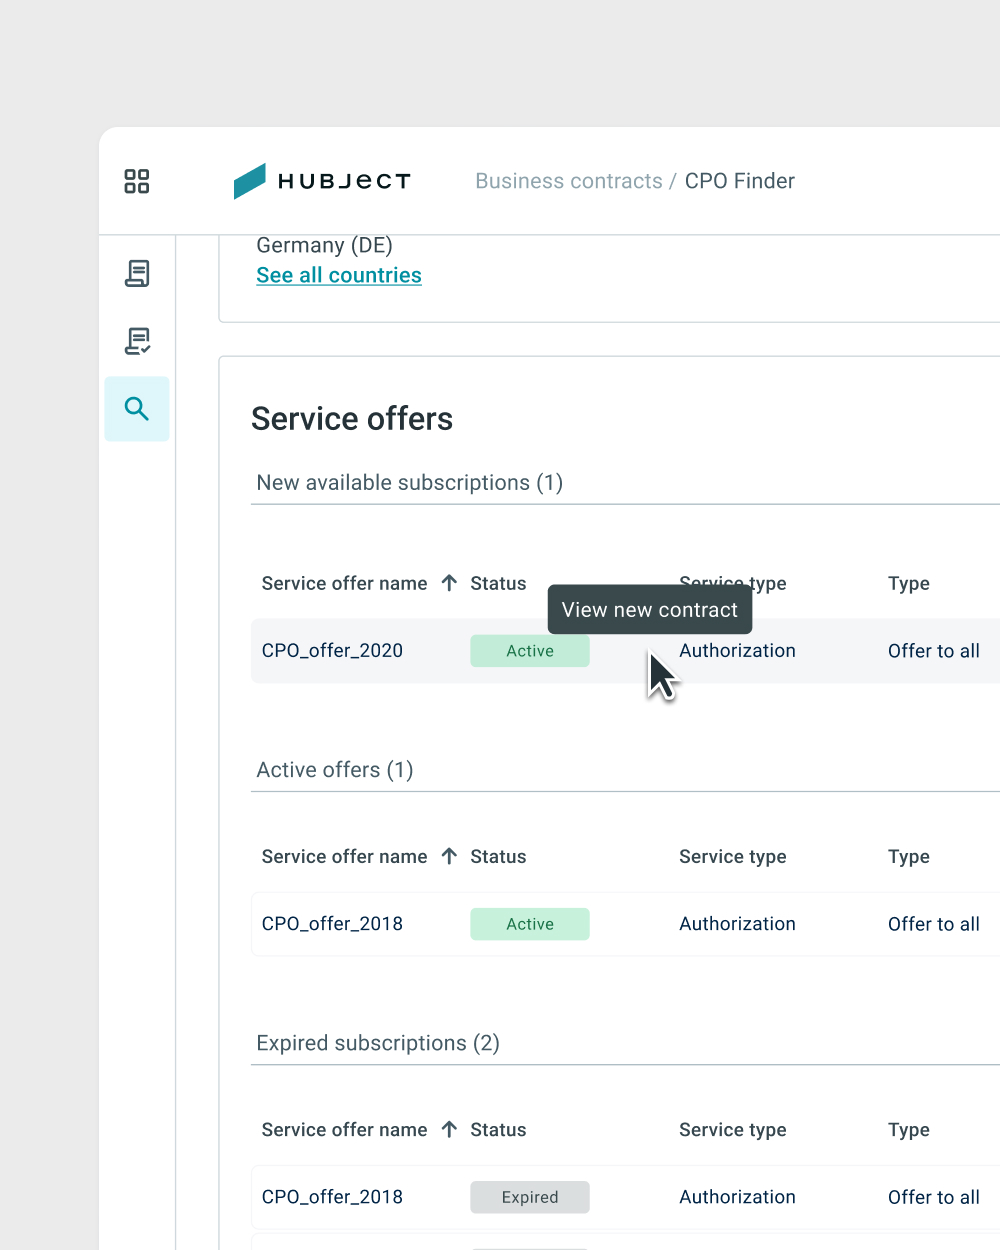 HUBJECT
Business contracts / CPO Finder
Germany (DE)
See all countries
Service offers
New available subscriptions (1)
Service offer name Status Service type Type
View new contract
CPO_offer_2020 Active Authorization Offer to all
Active offers (1)
Service offer name Status Service type Type
CPO_offer_2018 Active Authorization Offer to all
Expired subscriptions (2)
Service offer name Status Service type Type
CPO_offer_2018 Expired Authorization Offer to all